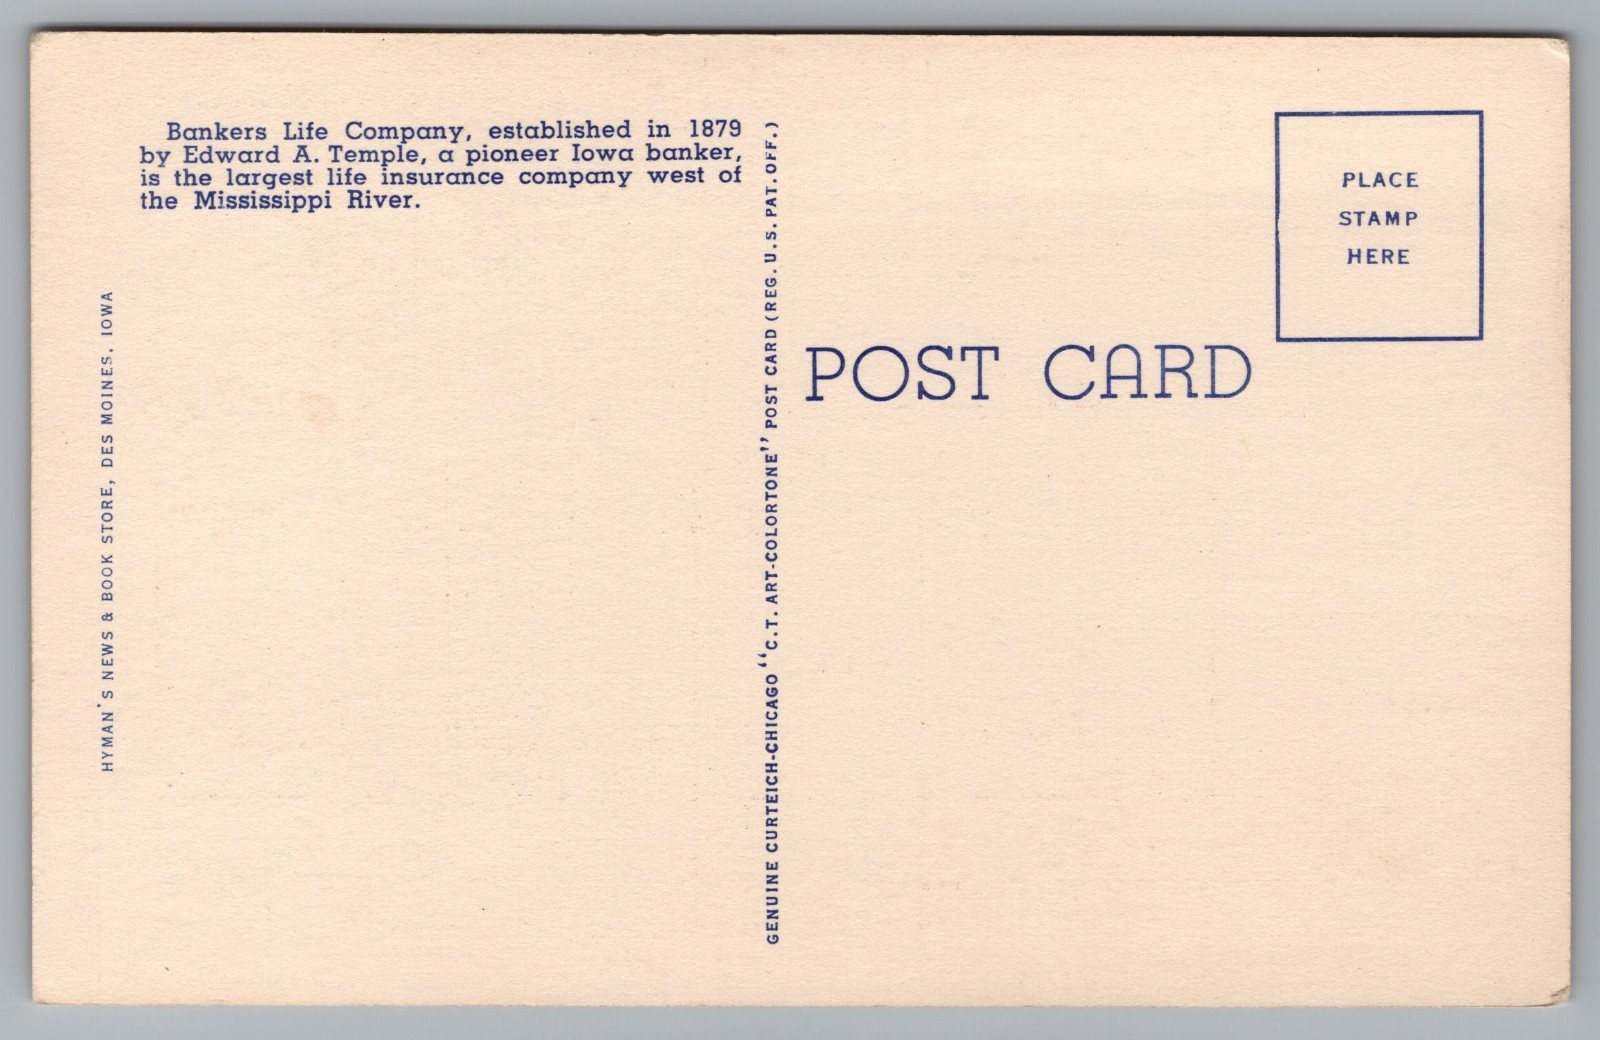 Bankers Life Company, established in 1879
by Edward A. Temple, a pioneer Iowa banker,
is the largest life insurance company west of
the Mississippi River.
HYMAN'S NEWS & BOOK STORE, DES MOINES, IOWA
GENUINE CURTEICH-CHICAGO "C.T. ART-COLORTONE" POST CARD (REG. U.S. PAT. OFF.)
PLACE
STAMP
HERE
POST CARD